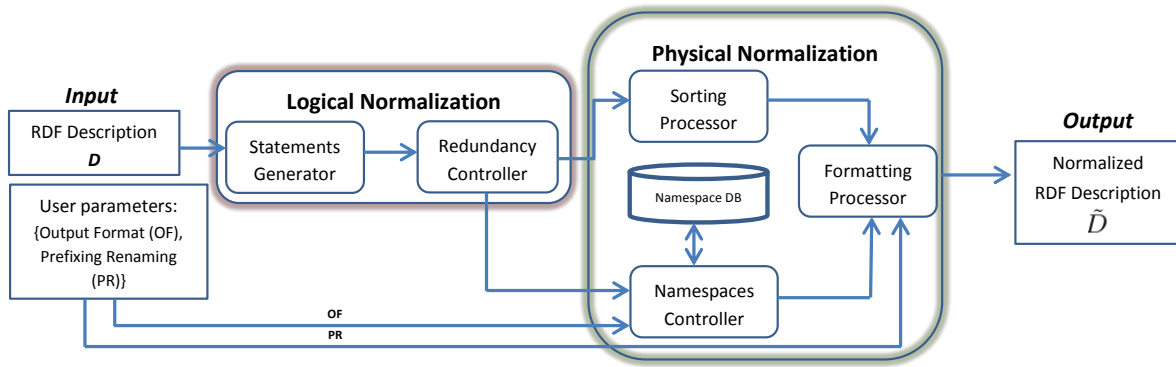 Input
RDF Description
D
User parameters:
{Output Format (OF),
Prefixing Renaming
(PR)}
Logical Normalization
Statements
Generator
Redundancy
Controller
OF
PR
Physical Normalization
Sorting
Processor
Namespace DB
Namespaces
Controller
Formatting
Processor
Output
Normalized
RDF Description
D̃